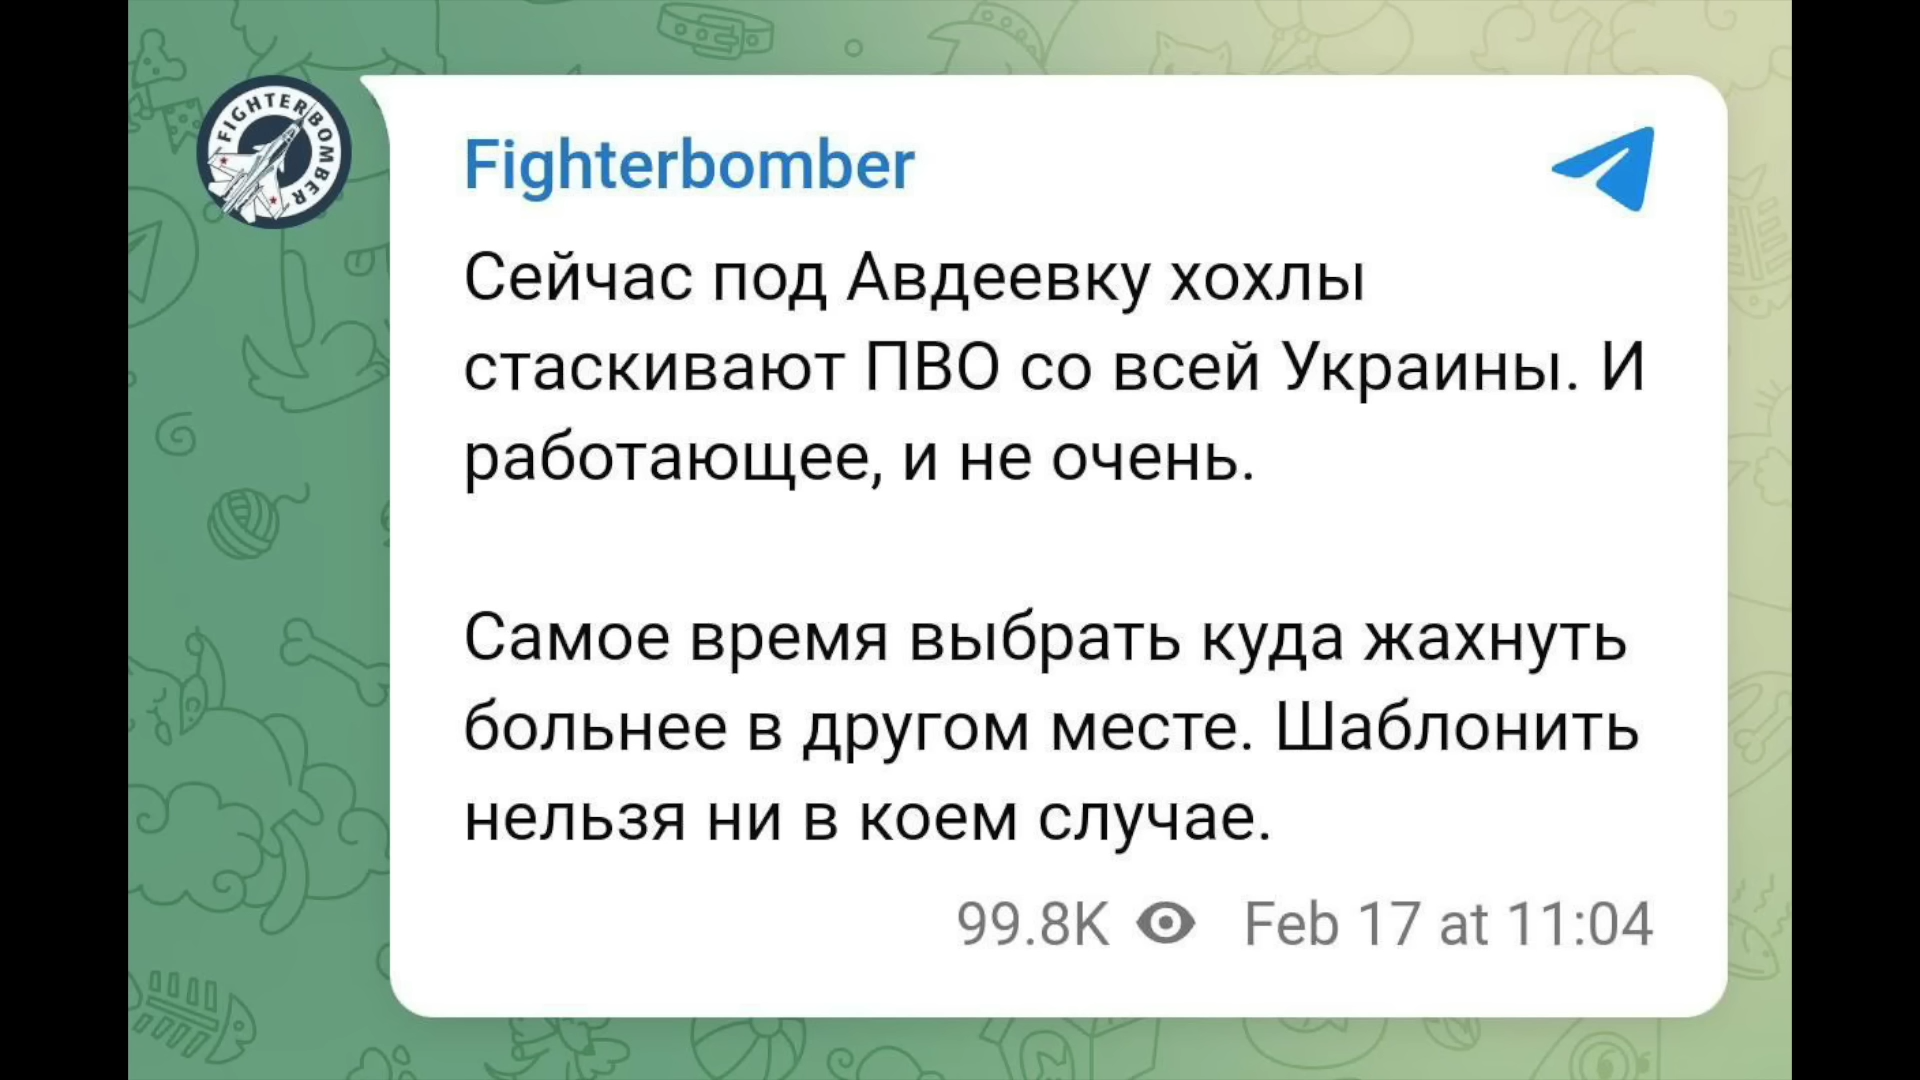 FIGHTERBOMBER
Fighterbomber
Сейчас под Авдеевку хохлы
стаскивают ПВО со всей Украины. И
работающее, и не очень.
Самое время выбрать куда жахнуть
больнее в другом месте. Шаблонить
нельзя ни в коем случае.
99.8K Feb 17 at 11:04